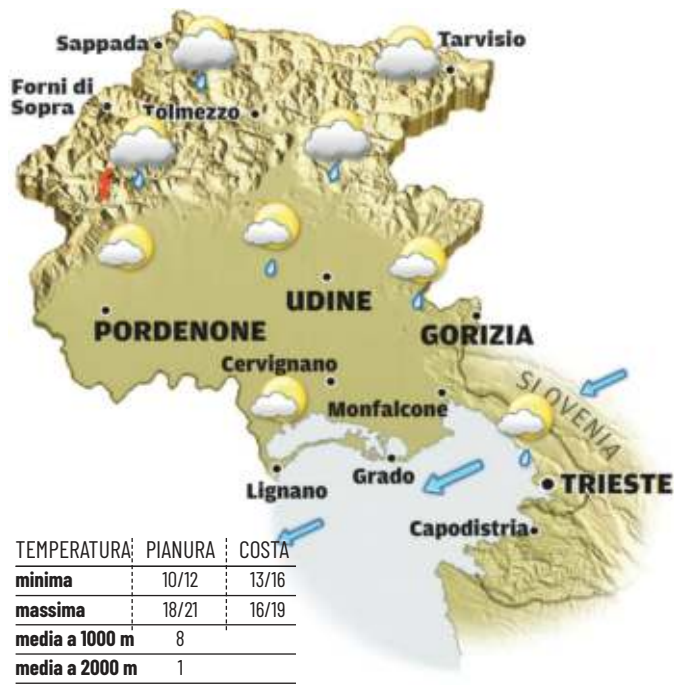 Sappada
Tarvisio
Forni di
Sopra
Tolmezzo
UDINE
PORDENONE
GORIZIA
Cervignano
SLOVENIA
Monfalcone
Grado
Lignano
TRIESTE
Capodistria
TEMPERATURA PIANURA COSTA
minima 10/12 13/16
massima 18/21 16/19
media a 1000 m 8
media a 2000 m 1